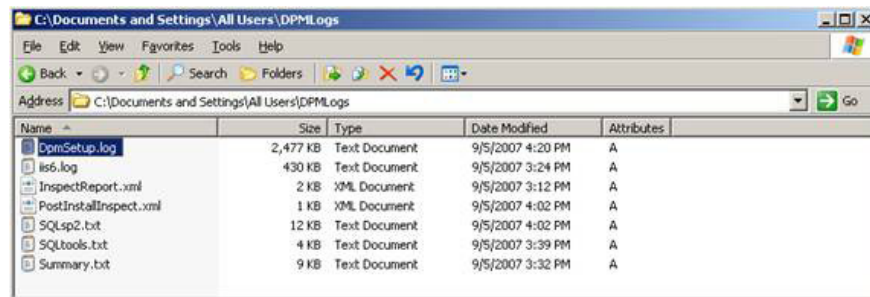 C:\Documents and Settings\All Users\DPMLogs
File Edit View Favorites Tools Help
Back Search Folders
Address C:\Documents and Settings\All Users\DPMLogs Go
Name Size Type Date Modified Attributes
DpmSetup.log 2,477 KB Text Document 9/5/2007 4:20 PM A
iis6.log 430 KB Text Document 9/5/2007 3:24 PM A
InspectReport.xml 2 KB XML Document 9/5/2007 3:12 PM A
PostInstallInspect.xml 1 KB XML Document 9/5/2007 4:02 PM A
SQLsp2.txt 12 KB Text Document 9/5/2007 4:02 PM A
SQLtools.txt 4 KB Text Document 9/5/2007 3:39 PM A
Summary.txt 9 KB Text Document 9/5/2007 3:32 PM A